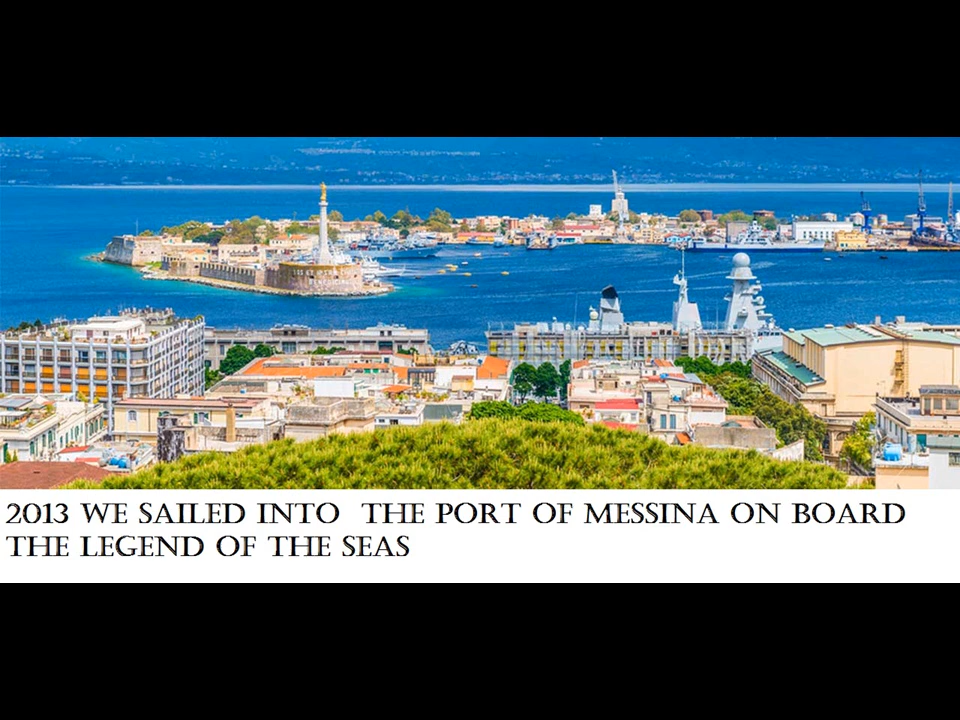 2013 WE SAILED INTO  THE PORT OF MESSINA ON BOARD
THE LEGEND OF THE SEAS